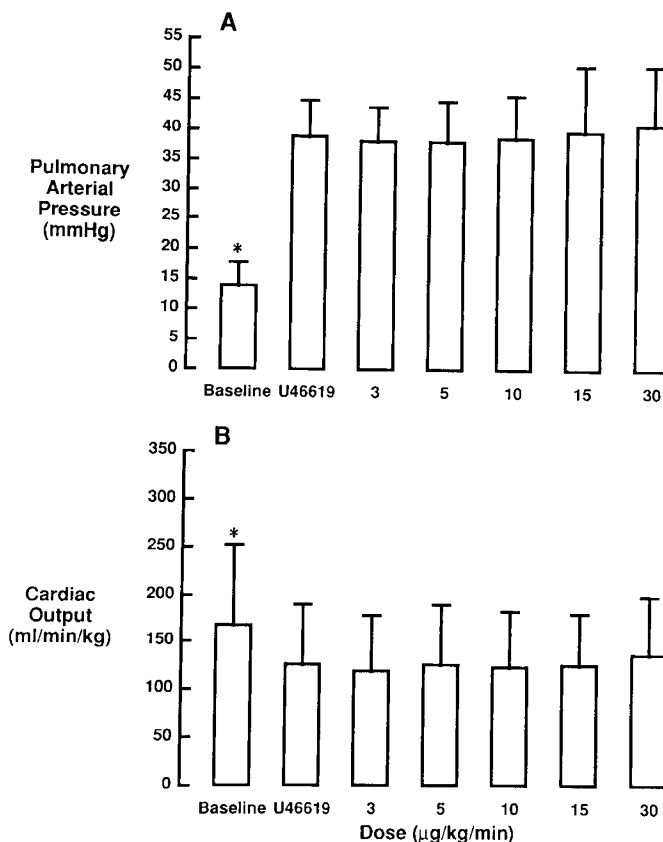 A
55
50
45
40
35
30
25
20
15
10
5
0
Pulmonary
Arterial
Pressure
(mmHg)
*
Baseline U46619 3 5 10 15 30
B
350
300
250
200
150
100
50
0
Cardiac
Output
(ml/min/kg)
*
Baseline U46619 3 5 10 15 30
Dose (μg/kg/min)